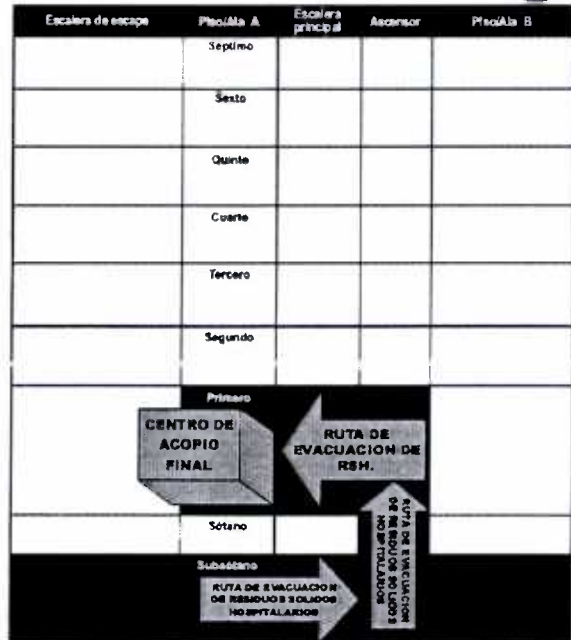 Escalera de escape Piso/Ala A Escalera principal Ascensor Piso/Ala B
Séptimo
Sexto
Quinto
Cuarto
Tercero
Segundo
Primero
CENTRO DE
ACOPIO
FINAL
RUTA DE
EVACUACION DE
RSH.
Sótano
RUTA DE EVACUACION
DE RESIDUOS SOLIDOS
HOSPITALARIOS
Subsótano
RUTA DE EVACUACION
DE RESIDUOS SOLIDOS
HOSPITALARIOS